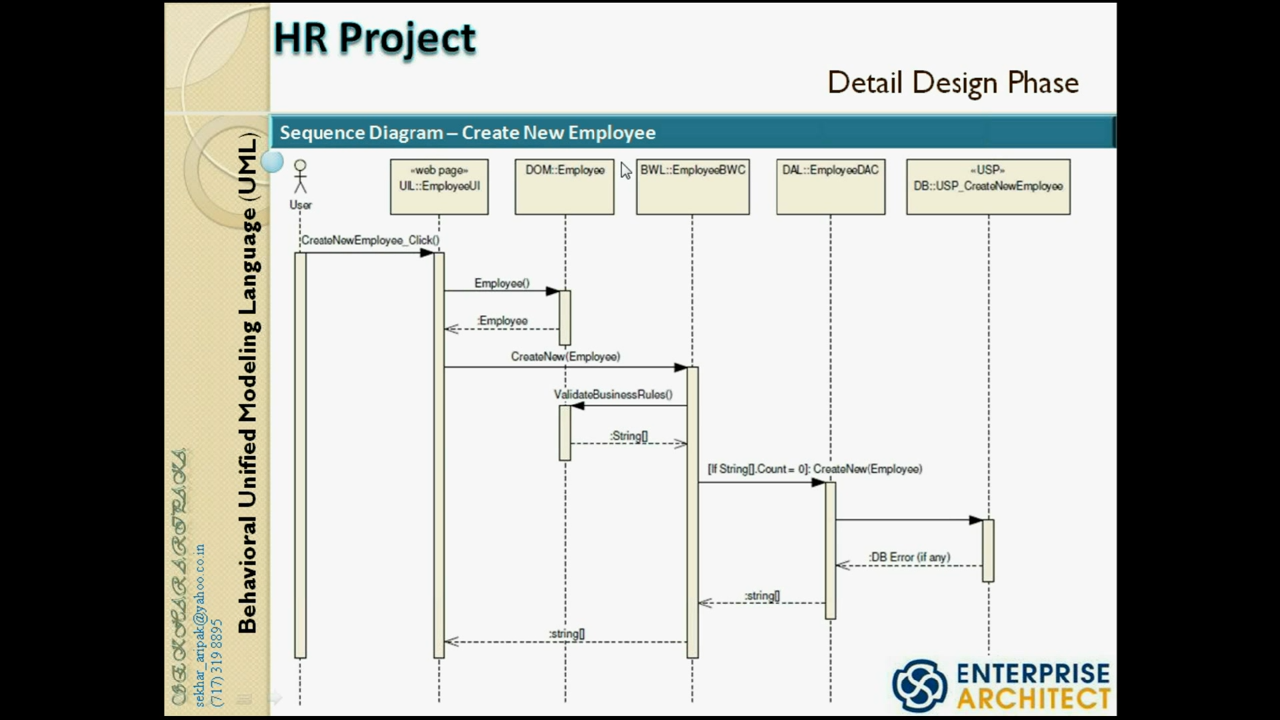 HR Project
Detail Design Phase
Sequence Diagram – Create New Employee
User
«web page»
UIL::EmployeeUI
DOM::Employee
BWL::EmployeeBWC
DAL::EmployeeDAC
«USP»
DB::USP_CreateNewEmployee
CreateNewEmployee_Click()
Employee()
:Employee
CreateNew(Employee)
ValidateBusinessRules()
:String[]
[If String[].Count = 0]: CreateNew(Employee)
:DB Error (if any)
:string[]
:string[]
Behavioral Unified Modeling Language (UML)
sekhar_aripak@yahoo.co.in
(717) 319 8895
ENTERPRISE
ARCHITECT